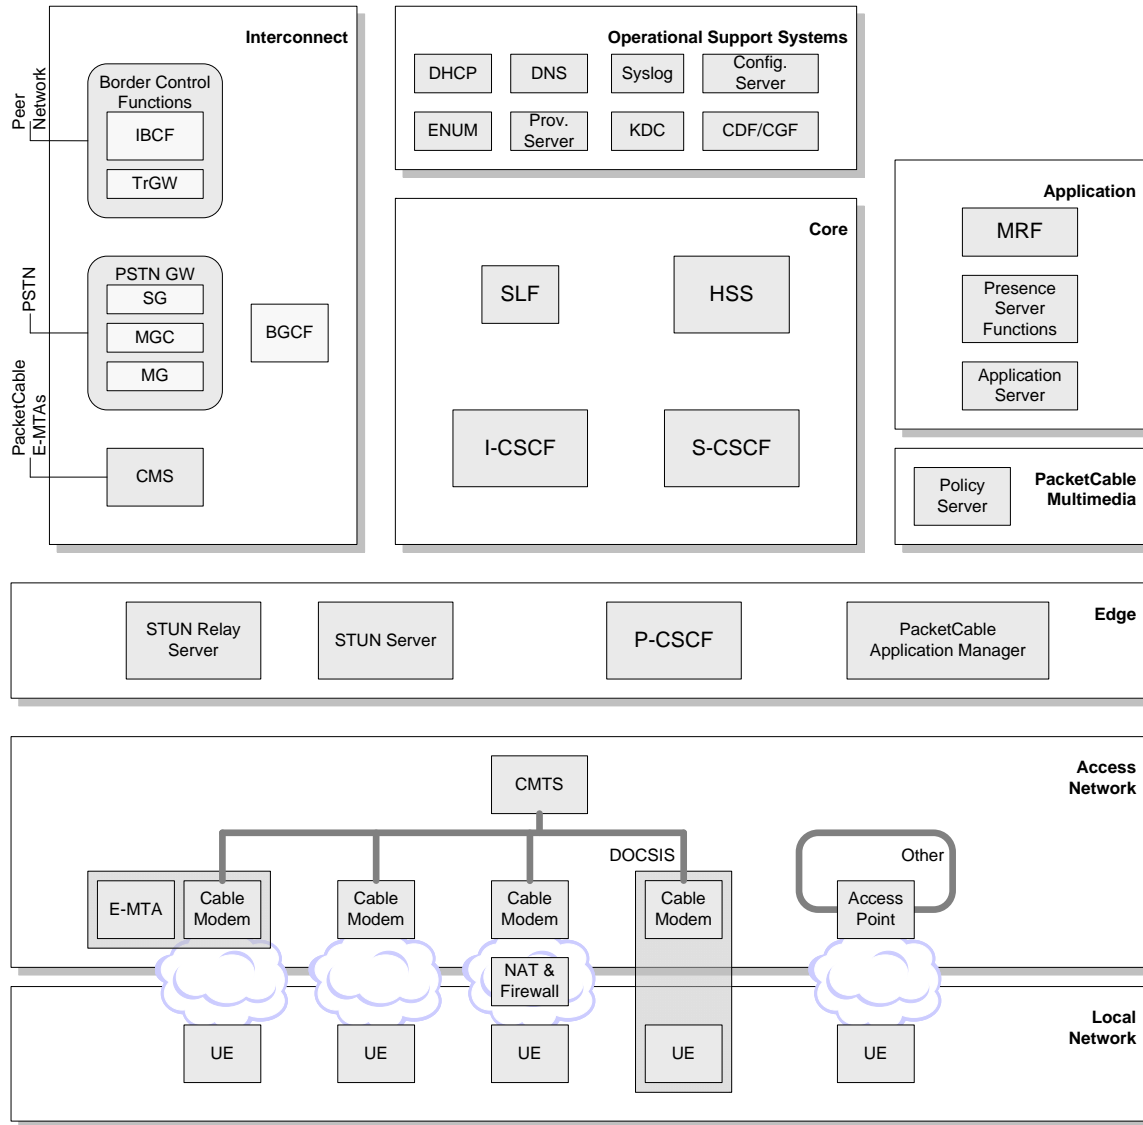 Interconnect
Peer
Network
Border Control
Functions
IBCF
TrGW
PSTN
PSTN GW
SG
MGC
MG
BGCF
PacketCable
E-MTAs
CMS
Operational Support Systems
DHCP
DNS
Syslog
Config.
Server
ENUM
Prov.
Server
KDC
CDF/CGF
Core
SLF
HSS
I-CSCF
S-CSCF
Application
MRF
Presence
Server
Functions
Application
Server
PacketCable
Multimedia
Policy
Server
Edge
STUN Relay
Server
STUN Server
P-CSCF
PacketCable
Application Manager
Access
Network
CMTS
DOCSIS
Other
E-MTA
Cable
Modem
Cable
Modem
Cable
Modem
Cable
Modem
Access
Point
NAT &
Firewall
Local
Network
UE
UE
UE
UE
UE